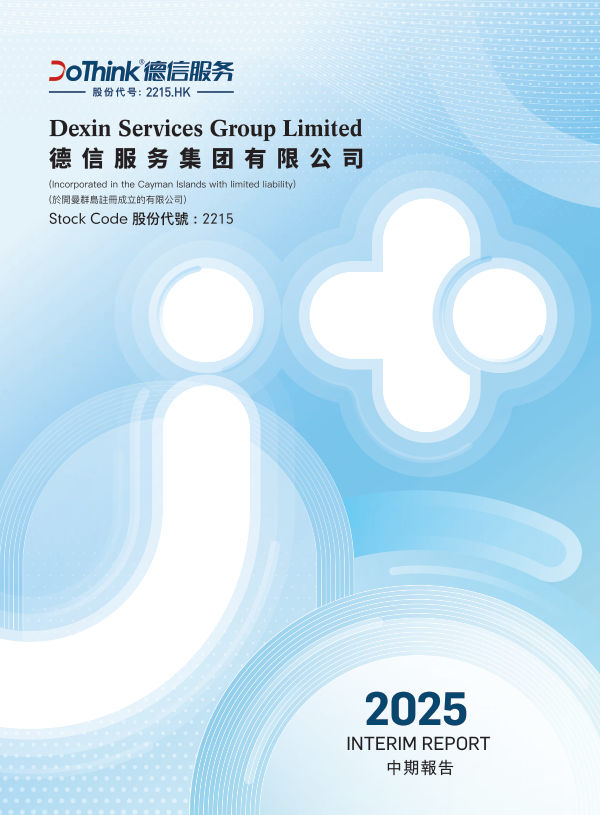 DoThink®德信服务
股份代号: 2215.HK
Dexin Services Group Limited
德信服务集团有限公司
(Incorporated in the Cayman Islands with limited liability)
(於開曼群島註冊成立的有限公司)
Stock Code 股份代號：2215
2025
INTERIM REPORT
中期報告